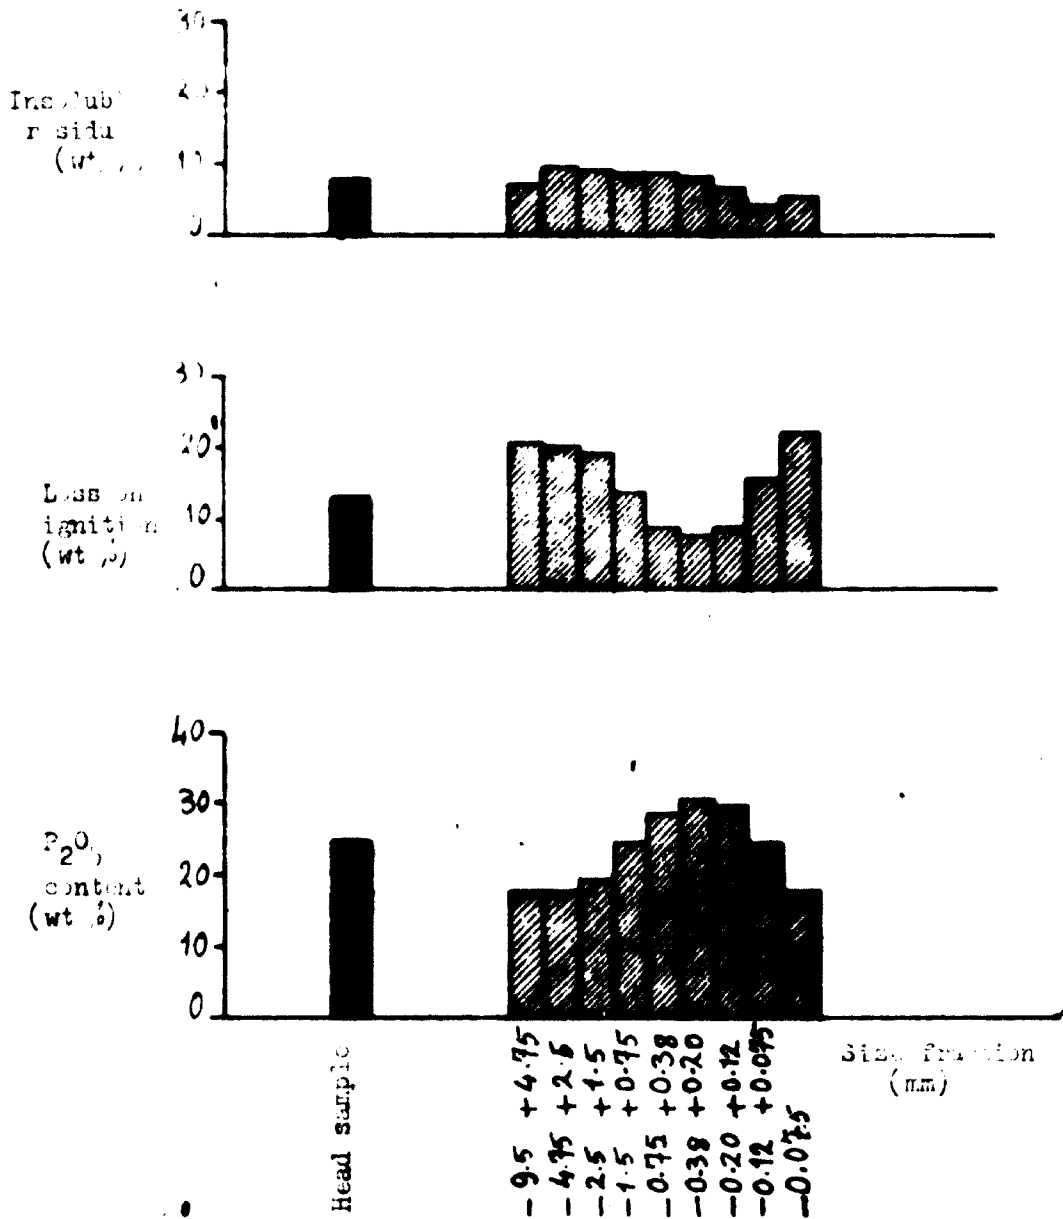 30
20
10
0
(wt
30
20
10
0
Loss on
ignition
(wt %)
40
30
20
10
0
P2O5
content
(wt %)
Head sample
-9.5 +4.75
-4.75 +2.5
-2.5 +1.5
-1.5 +0.75
-0.75 +0.38
-0.38 +0.20
-0.20 +0.12
-0.12 +0.075
-0.075
Size fraction
(mm)